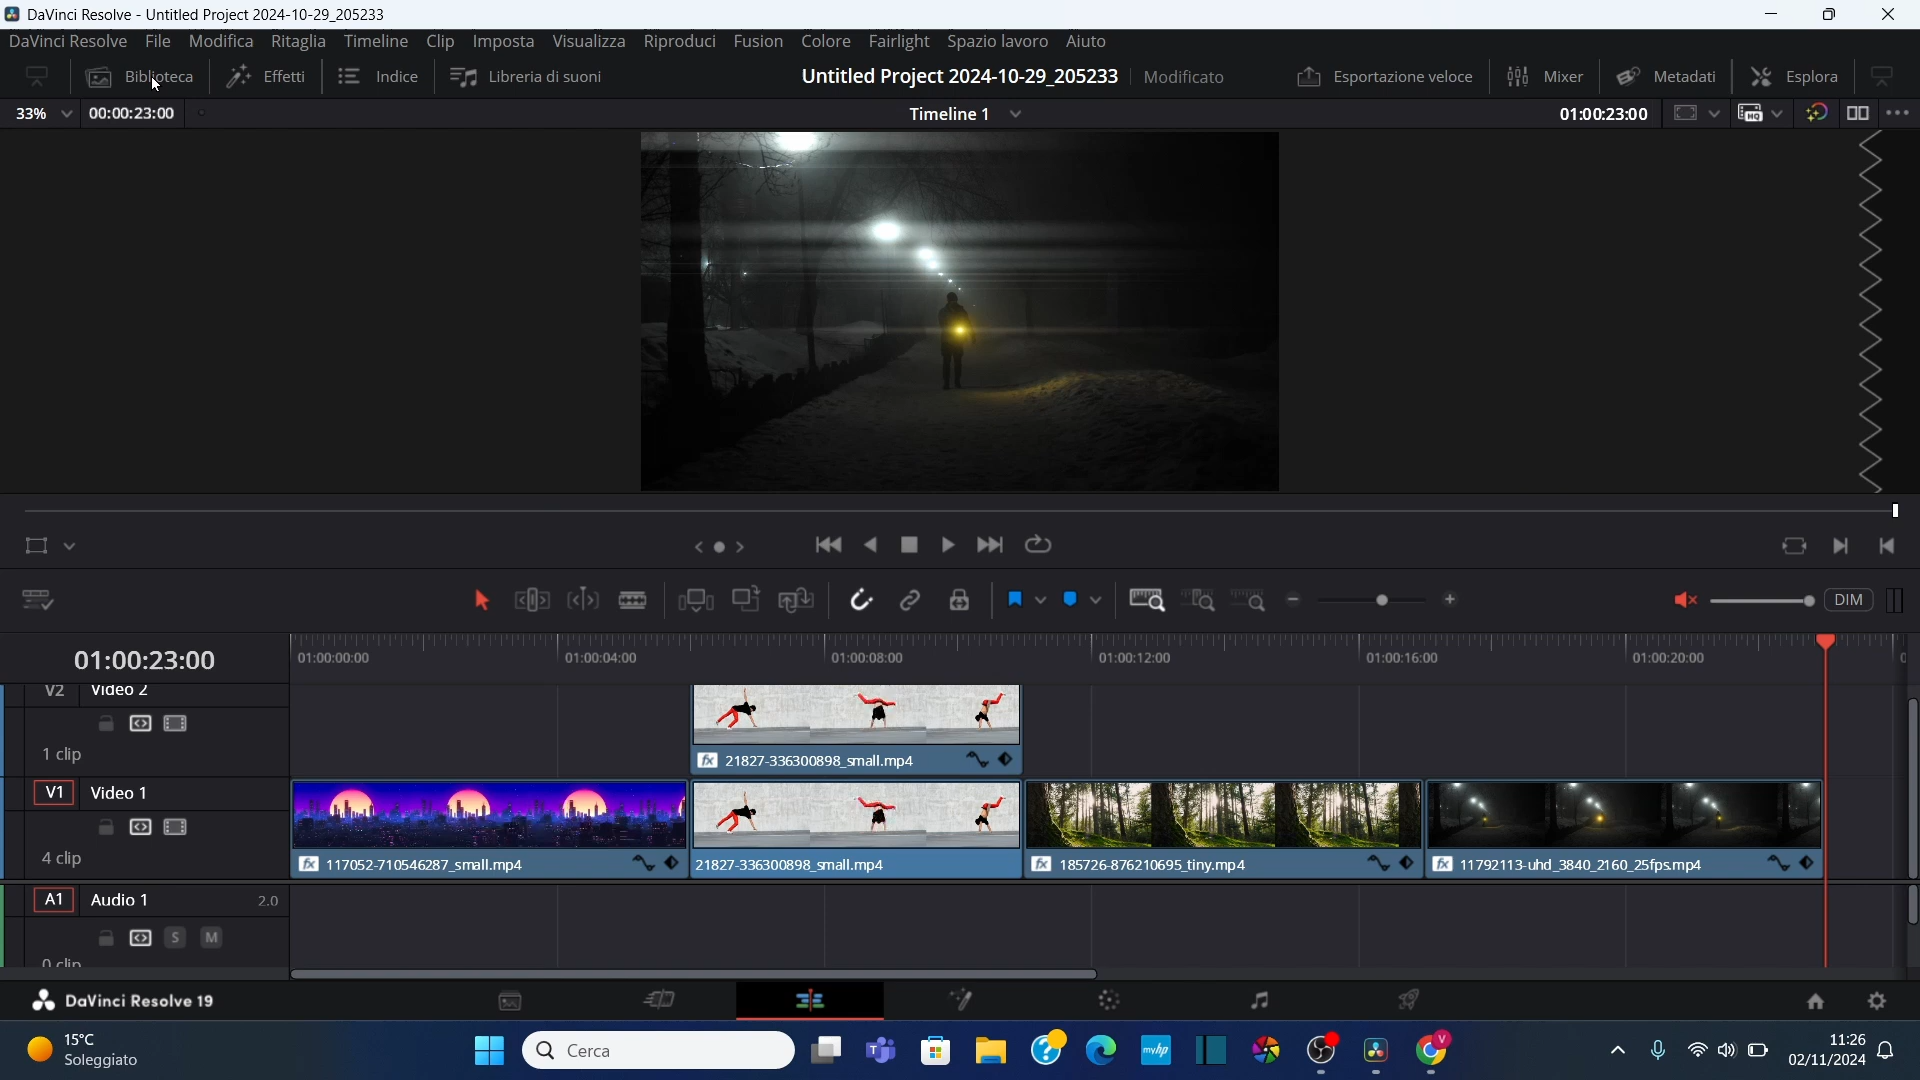 DaVinci Resolve - Untitled Project 2024-10-29_205233
DaVinci Resolve File Modifica Ritaglia Timeline Clip Imposta Visualizza Riproduci Fusion Colore Fairlight Spazio lavoro Aiuto
Biblioteca Effetti Indice Libreria di suoni Untitled Project 2024-10-29_205233 Modificato Esportazione veloce Mixer Metadati Esplora
33% 00:00:23:00 Timeline 1 01:00:23:00 HQ
DIM
01:00:23:00 01:00:00:00 01:00:04:00 01:00:08:00 01:00:12:00 01:00:16:00 01:00:20:00
V2 Video 2
1 clip
fx 21827-336300898_small.mp4
V1 Video 1
4 clip
fx 117052-710546287_small.mp4 21827-336300898_small.mp4 fx 185726-876210695_tiny.mp4 fx 11792113-uhd_3840_2160_25fps.mp4
A1 Audio 1 2.0
S M
0 clip
DaVinci Resolve 19
15°C
Soleggiato
Cerca
myhp
V
11:26
02/11/2024